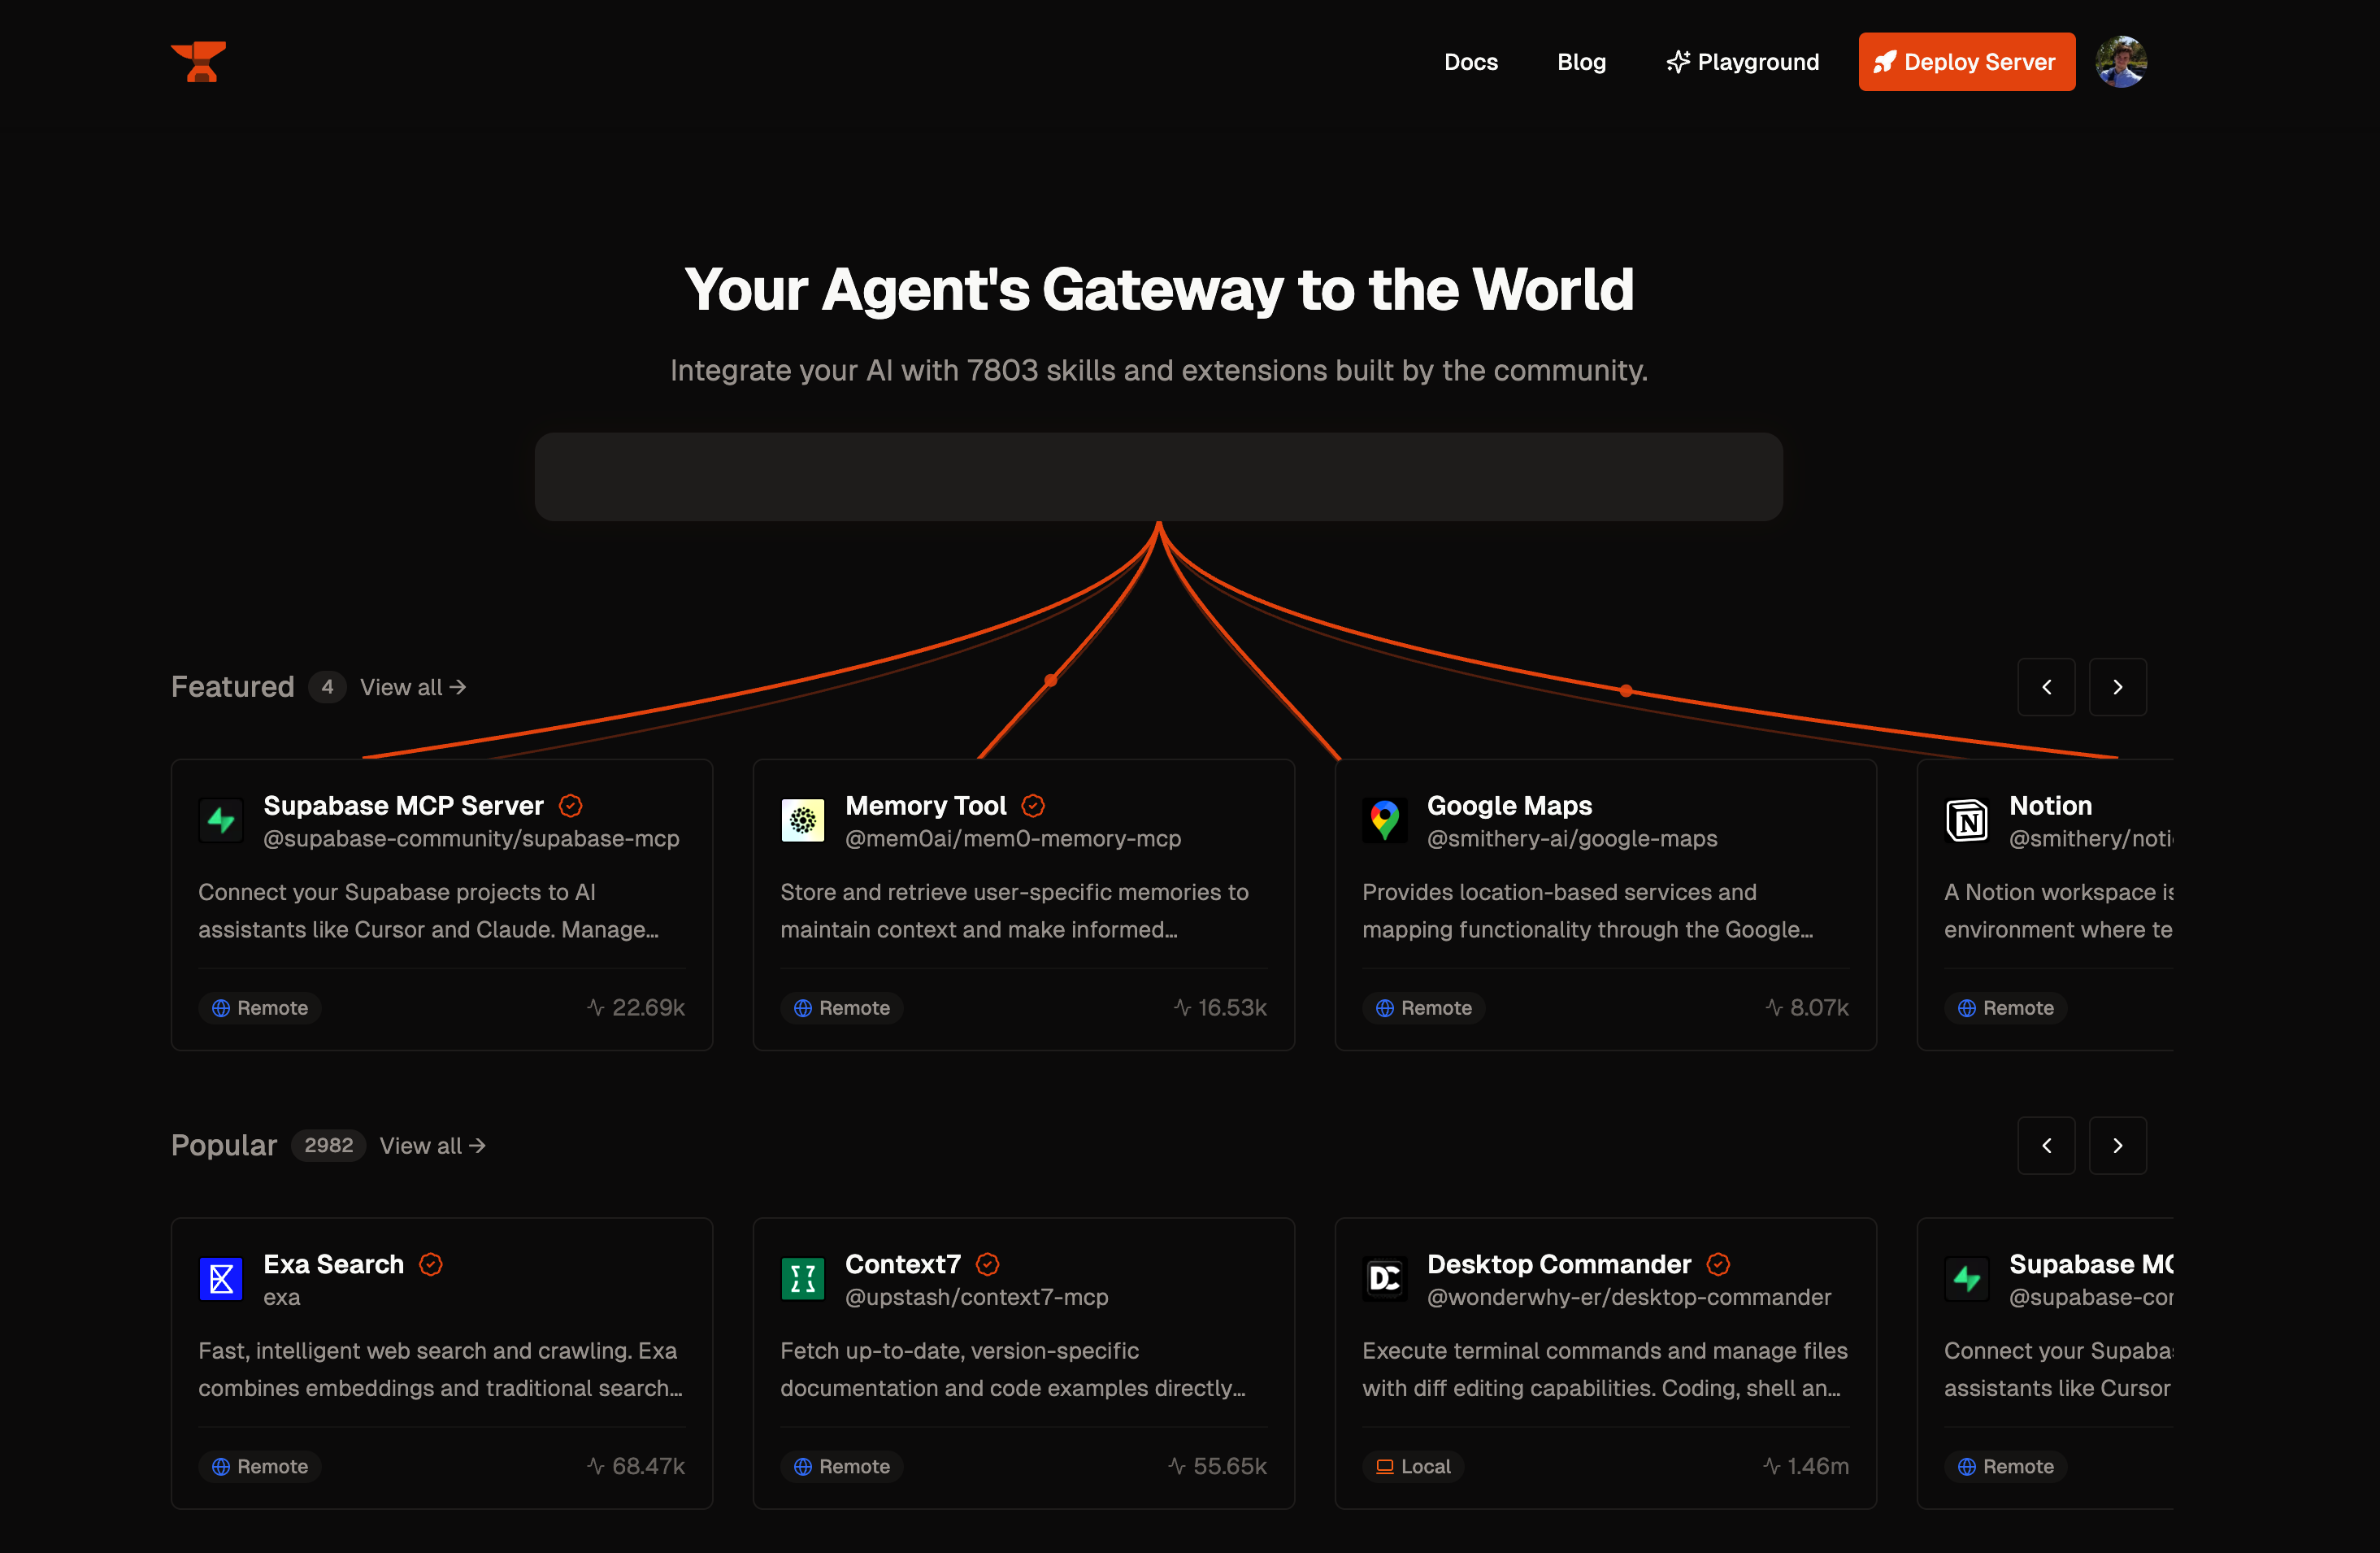 Docs
Blog
Playground
Deploy Server
Your Agent's Gateway to the World
Integrate your AI with 7803 skills and extensions built by the community.
Featured 4 View all →
Supabase MCP Server
@supabase-community/supabase-mcp
Connect your Supabase projects to AI
assistants like Cursor and Claude. Manage...
Remote 22.69k
Memory Tool
@mem0ai/mem0-memory-mcp
Store and retrieve user-specific memories to
maintain context and make informed...
Remote 16.53k
Google Maps
@smithery-ai/google-maps
Provides location-based services and
mapping functionality through the Google...
Remote 8.07k
Notion
@smithery/noti
A Notion workspace is
environment where te
Remote
Popular 2982 View all →
Exa Search
exa
Fast, intelligent web search and crawling. Exa
combines embeddings and traditional search...
Remote 68.47k
Context7
@upstash/context7-mcp
Fetch up-to-date, version-specific
documentation and code examples directly...
Remote 55.65k
DC
Desktop Commander
@wonderwhy-er/desktop-commander
Execute terminal commands and manage files
with diff editing capabilities. Coding, shell an...
Local 1.46m
Supabase MC
@supabase-cor
Connect your Supaba
assistants like Cursor
Remote